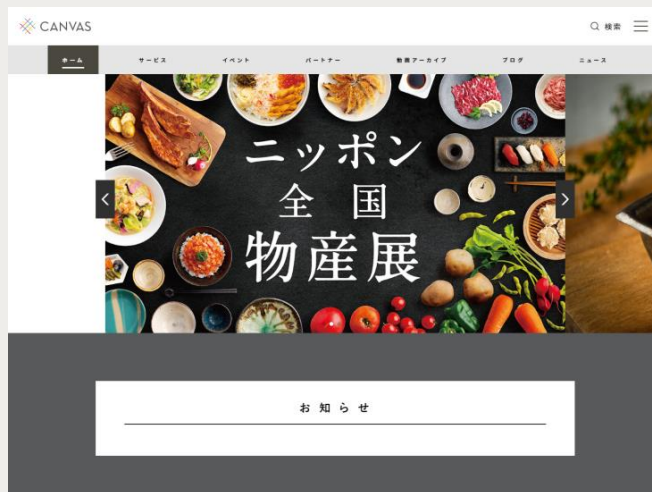 CANVAS
検索
ホーム
サービス
イベント
パートナー
動画アーカイブ
ブログ
ニュース
ニッポン
全国
物産展
お知らせ